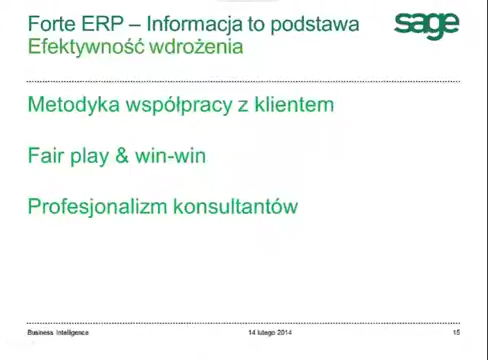 Forte ERP – Informacja to podstawa
sage
Efektywność wdrożenia
Metodyka współpracy z klientem
Fair play & win-win
Profesjonalizm konsultantów
Business Intelligence
14 lutego 2014
15